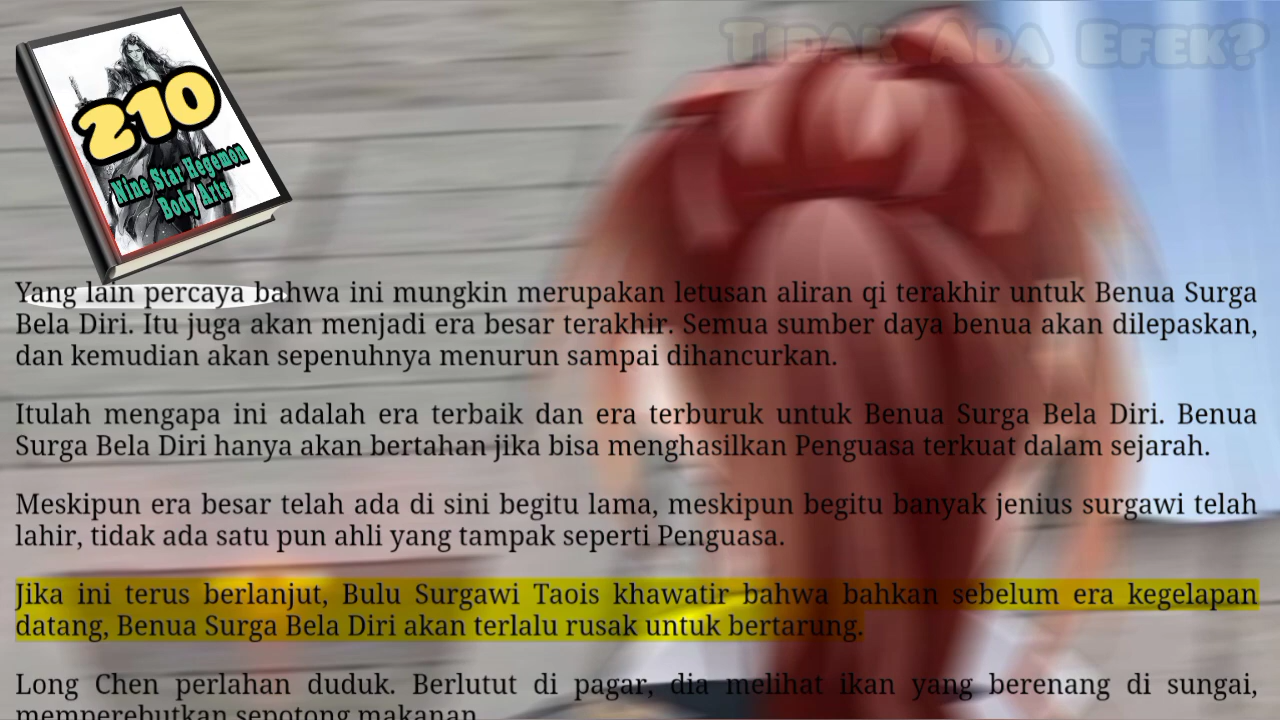 Tidak Ada Efek?
210
Nine Star Hegemon
Body Arts
Yang lain percaya bahwa ini mungkin merupakan letusan aliran qi terakhir untuk Benua Surga
Bela Diri. Itu juga akan menjadi era besar terakhir. Semua sumber daya benua akan dilepaskan,
dan kemudian akan sepenuhnya menurun sampai dihancurkan.
Itulah mengapa ini adalah era terbaik dan era terburuk untuk Benua Surga Bela Diri. Benua
Surga Bela Diri hanya akan bertahan jika bisa menghasilkan Penguasa terkuat dalam sejarah.
Meskipun era besar telah ada di sini begitu lama, meskipun begitu banyak jenius surgawi telah
lahir, tidak ada satu pun ahli yang tampak seperti Penguasa.
Jika ini terus berlanjut, Bulu Surgawi Taois khawatir bahwa bahkan sebelum era kegelapan
datang, Benua Surga Bela Diri akan terlalu rusak untuk bertarung.
Long Chen perlahan duduk. Berlutut di pagar, dia melihat ikan yang berenang di sungai,
memperebutkan sepotong makanan.